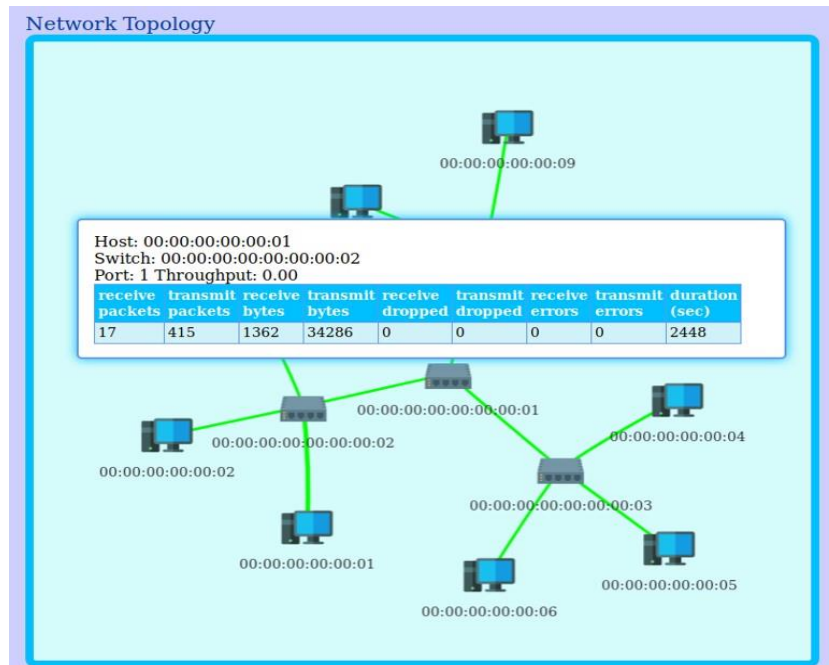 Network Topology
00:00:00:00:00:09
Host: 00:00:00:00:00:01
Switch: 00:00:00:00:00:00:00:02
Port: 1 Throughput: 0.00
receive packets transmit packets receive bytes transmit bytes receive dropped transmit dropped receive errors transmit errors duration (sec)
17 415 1362 34286 0 0 0 0 2448
00:00:00:00:00:00:00:01
00:00:00:00:00:04
00:00:00:00:00:00:00:02
00:00:00:00:00:02
00:00:00:00:00:00:00:03
00:00:00:00:00:01
00:00:00:00:00:05
00:00:00:00:00:06